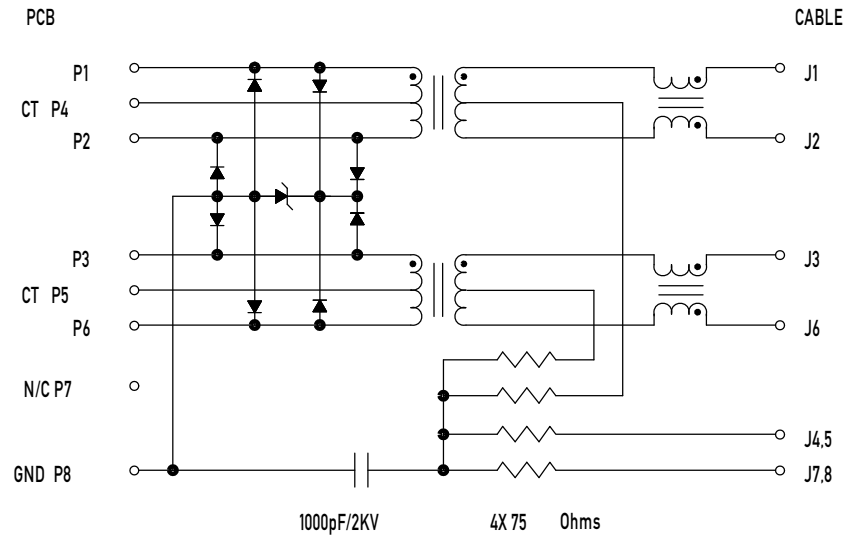 PCB CABLE
P1 J1
CT P4
P2 J2
P3 J3
CT P5
P6 J6
N/C P7
J4,5
GND P8 J7,8
1000pF/2KV 4X 75 Ohms